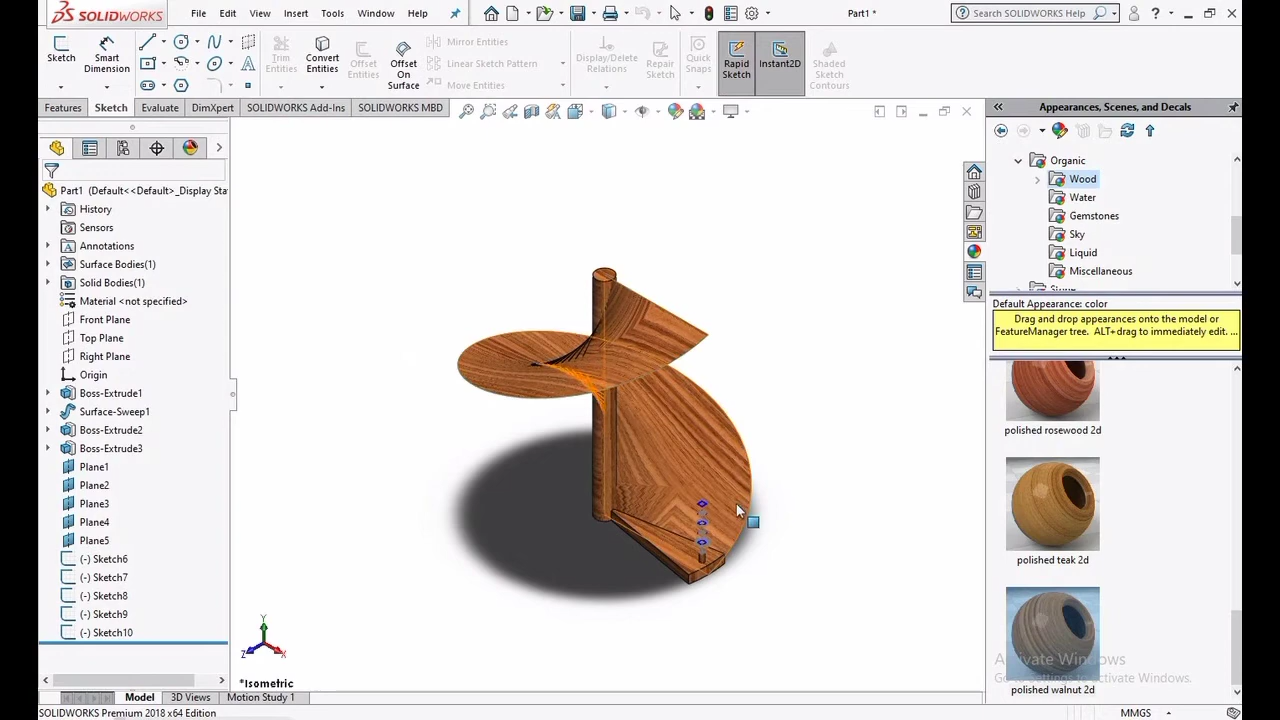 SOLIDWORKS
File Edit View Insert Tools Window Help
Part1 *
Search SOLIDWORKS Help
Sketch
Smart Dimension
Trim Entities
Convert Entities
Offset Entities
Offset On Surface
Mirror Entities
Linear Sketch Pattern
Move Entities
Display/Delete Relations
Repair Sketch
Quick Snaps
Rapid Sketch
Instant2D
Shaded Sketch Contours
Features Sketch Evaluate DimXpert SOLIDWORKS Add-Ins SOLIDWORKS MBD
Part1 (Default<<Default>_Display Sta
History
Sensors
Annotations
Surface Bodies(1)
Solid Bodies(1)
Material <not specified>
Front Plane
Top Plane
Right Plane
Origin
Boss-Extrude1
Surface-Sweep1
Boss-Extrude2
Boss-Extrude3
Plane1
Plane2
Plane3
Plane4
Plane5
(-) Sketch6
(-) Sketch7
(-) Sketch8
(-) Sketch9
(-) Sketch10
Y
Z
X
*Isometric
Appearances, Scenes, and Decals
Organic
Wood
Water
Gemstones
Sky
Liquid
Miscellaneous
Default Appearance: color
Drag and drop appearances onto the model or
FeatureManager tree. ALT+drag to immediately edit. ...
polished rosewood 2d
polished teak 2d
Activate Windows
Go to Settings to activate Windows.
polished walnut 2d
Model 3D Views Motion Study 1
SOLIDWORKS Premium 2018 x64 Edition
MMGS